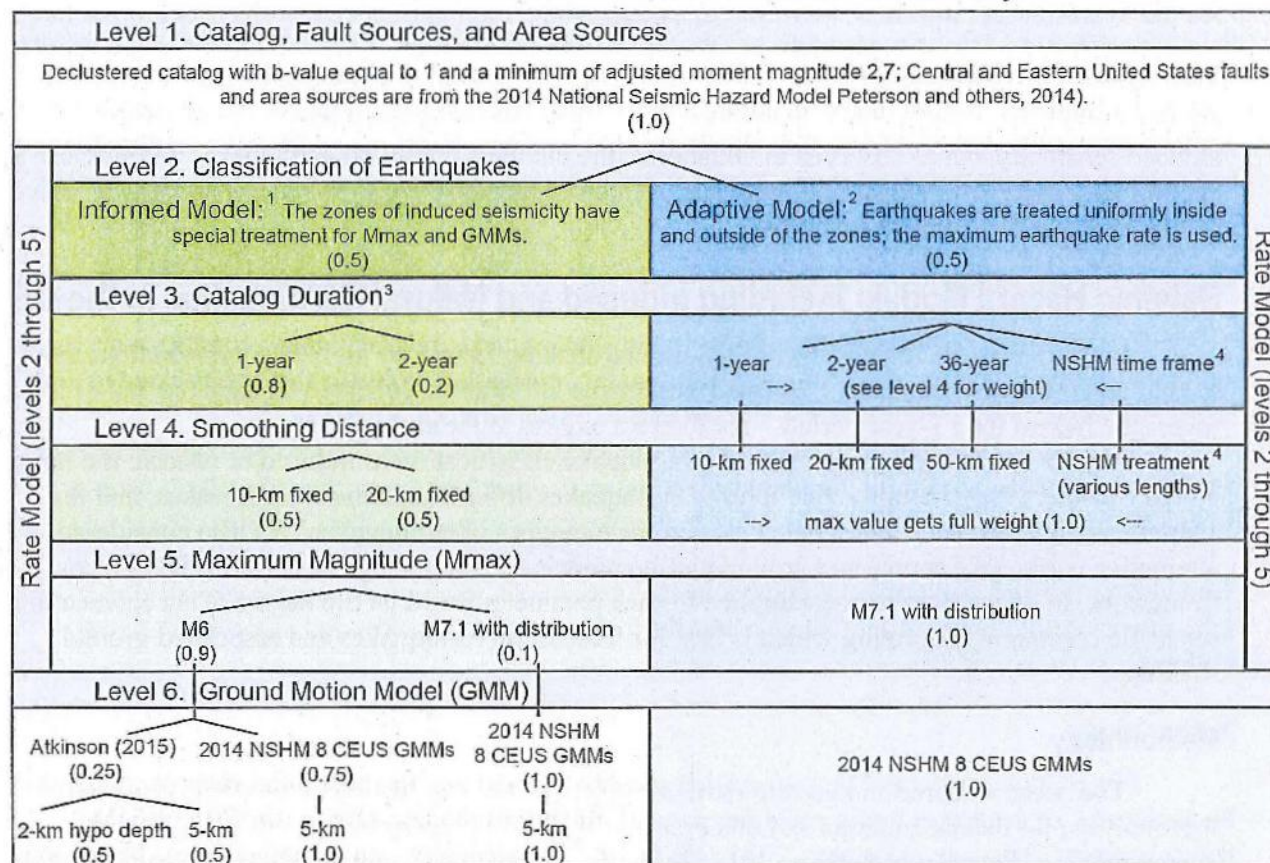 Level 1. Catalog, Fault Sources, and Area Sources
Declustered catalog with b-value equal to 1 and a minimum of adjusted moment magnitude 2,7; Central and Eastern United States faults
and area sources are from the 2014 National Seismic Hazard Model Peterson and others, 2014).
(1.0)
Rate Model (levels 2 through 5)
Level 2. Classification of Earthquakes
Informed Model:1 The zones of induced seismicity have
special treatment for Mmax and GMMs.
(0.5)
Adaptive Model:2 Earthquakes are treated uniformly inside
and outside of the zones; the maximum earthquake rate is used.
(0.5)
Rate Model (levels 2 through 5)
Level 3. Catalog Duration3
1-year 2-year
(0.8) (0.2)
1-year 2-year 36-year NSHM time frame4
--> (see level 4 for weight) <--
Level 4. Smoothing Distance
10-km fixed 20-km fixed
(0.5) (0.5)
10-km fixed 20-km fixed 50-km fixed NSHM treatment4
(various lengths)
--> max value gets full weight (1.0) <--
Level 5. Maximum Magnitude (Mmax)
M6 M7.1 with distribution
(0.9) (0.1)
M7.1 with distribution
(1.0)
Level 6. Ground Motion Model (GMM)
Atkinson (2015) 2014 NSHM 8 CEUS GMMs
(0.25) (0.75)
2014 NSHM
8 CEUS GMMs
(1.0)
2-km hypo depth 5-km 5-km 5-km
(0.5) (0.5) (1.0) (1.0)
2014 NSHM 8 CEUS GMMs
(1.0)